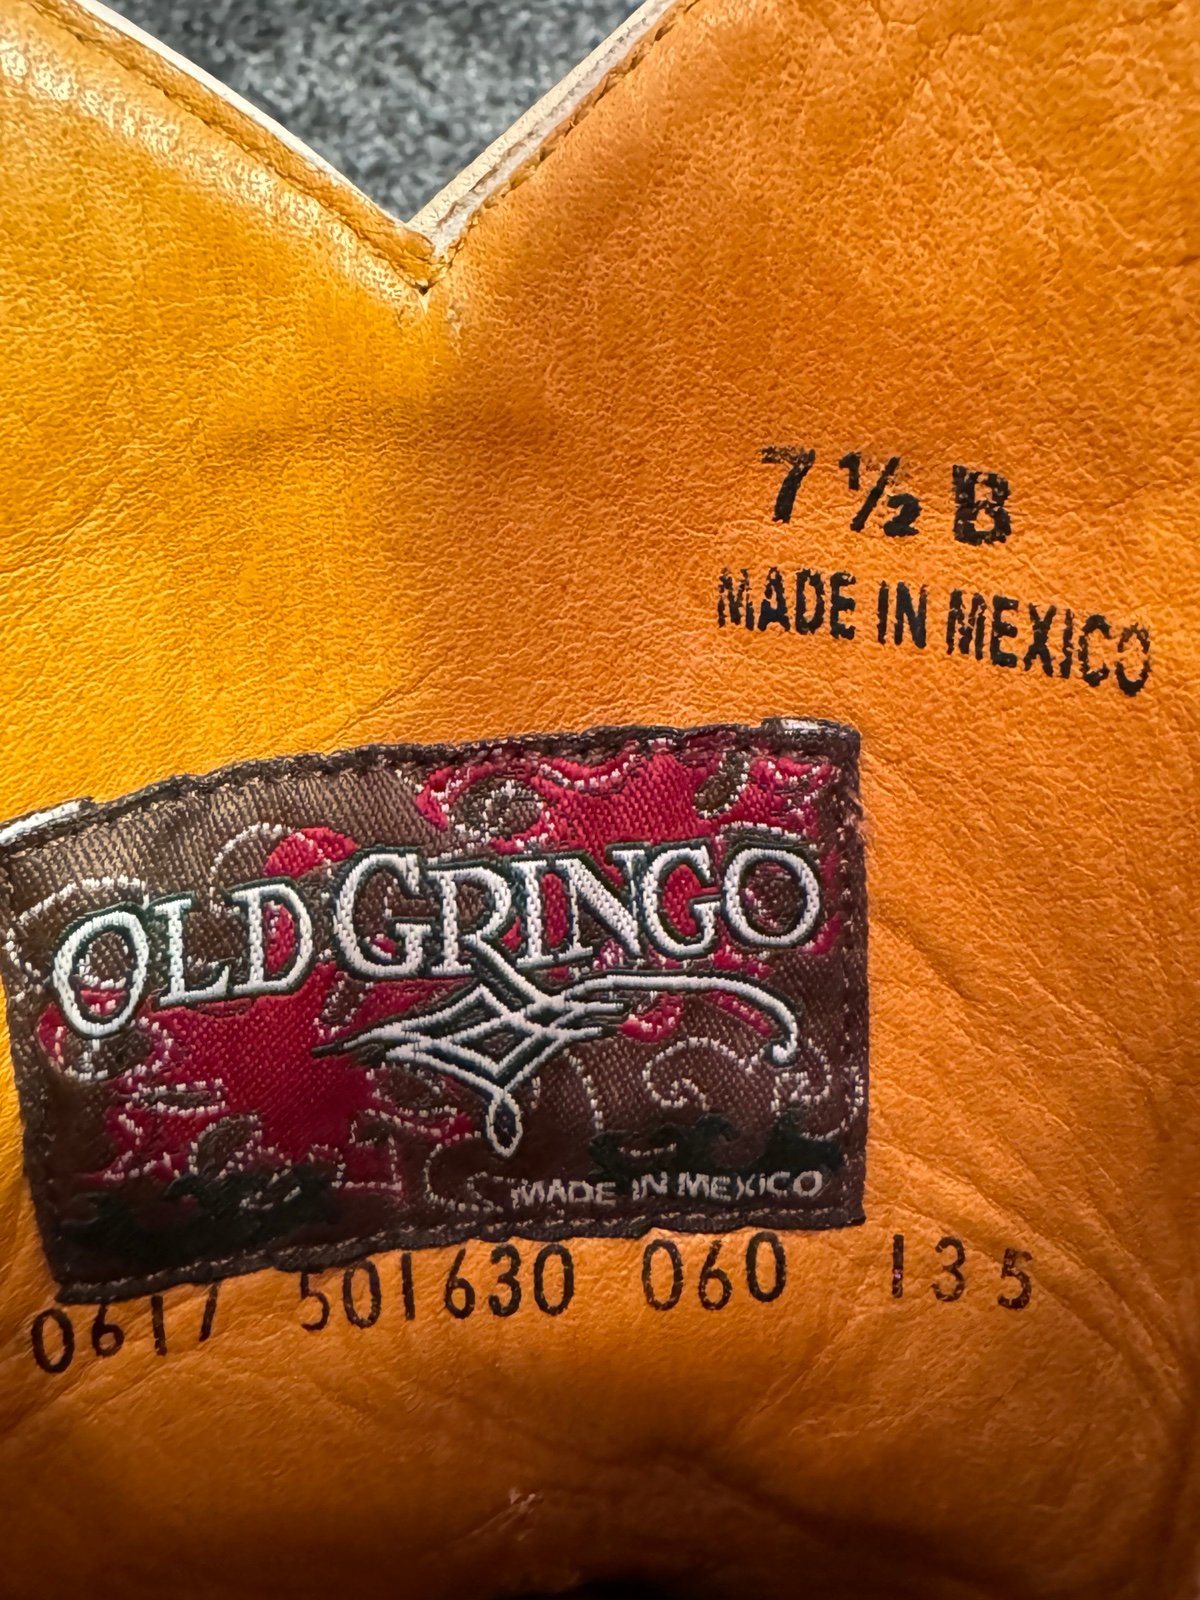 7 ½ B
MADE IN MEXICO
OLD GRINGO
MADE IN MEXICO
0617 501630 060 135